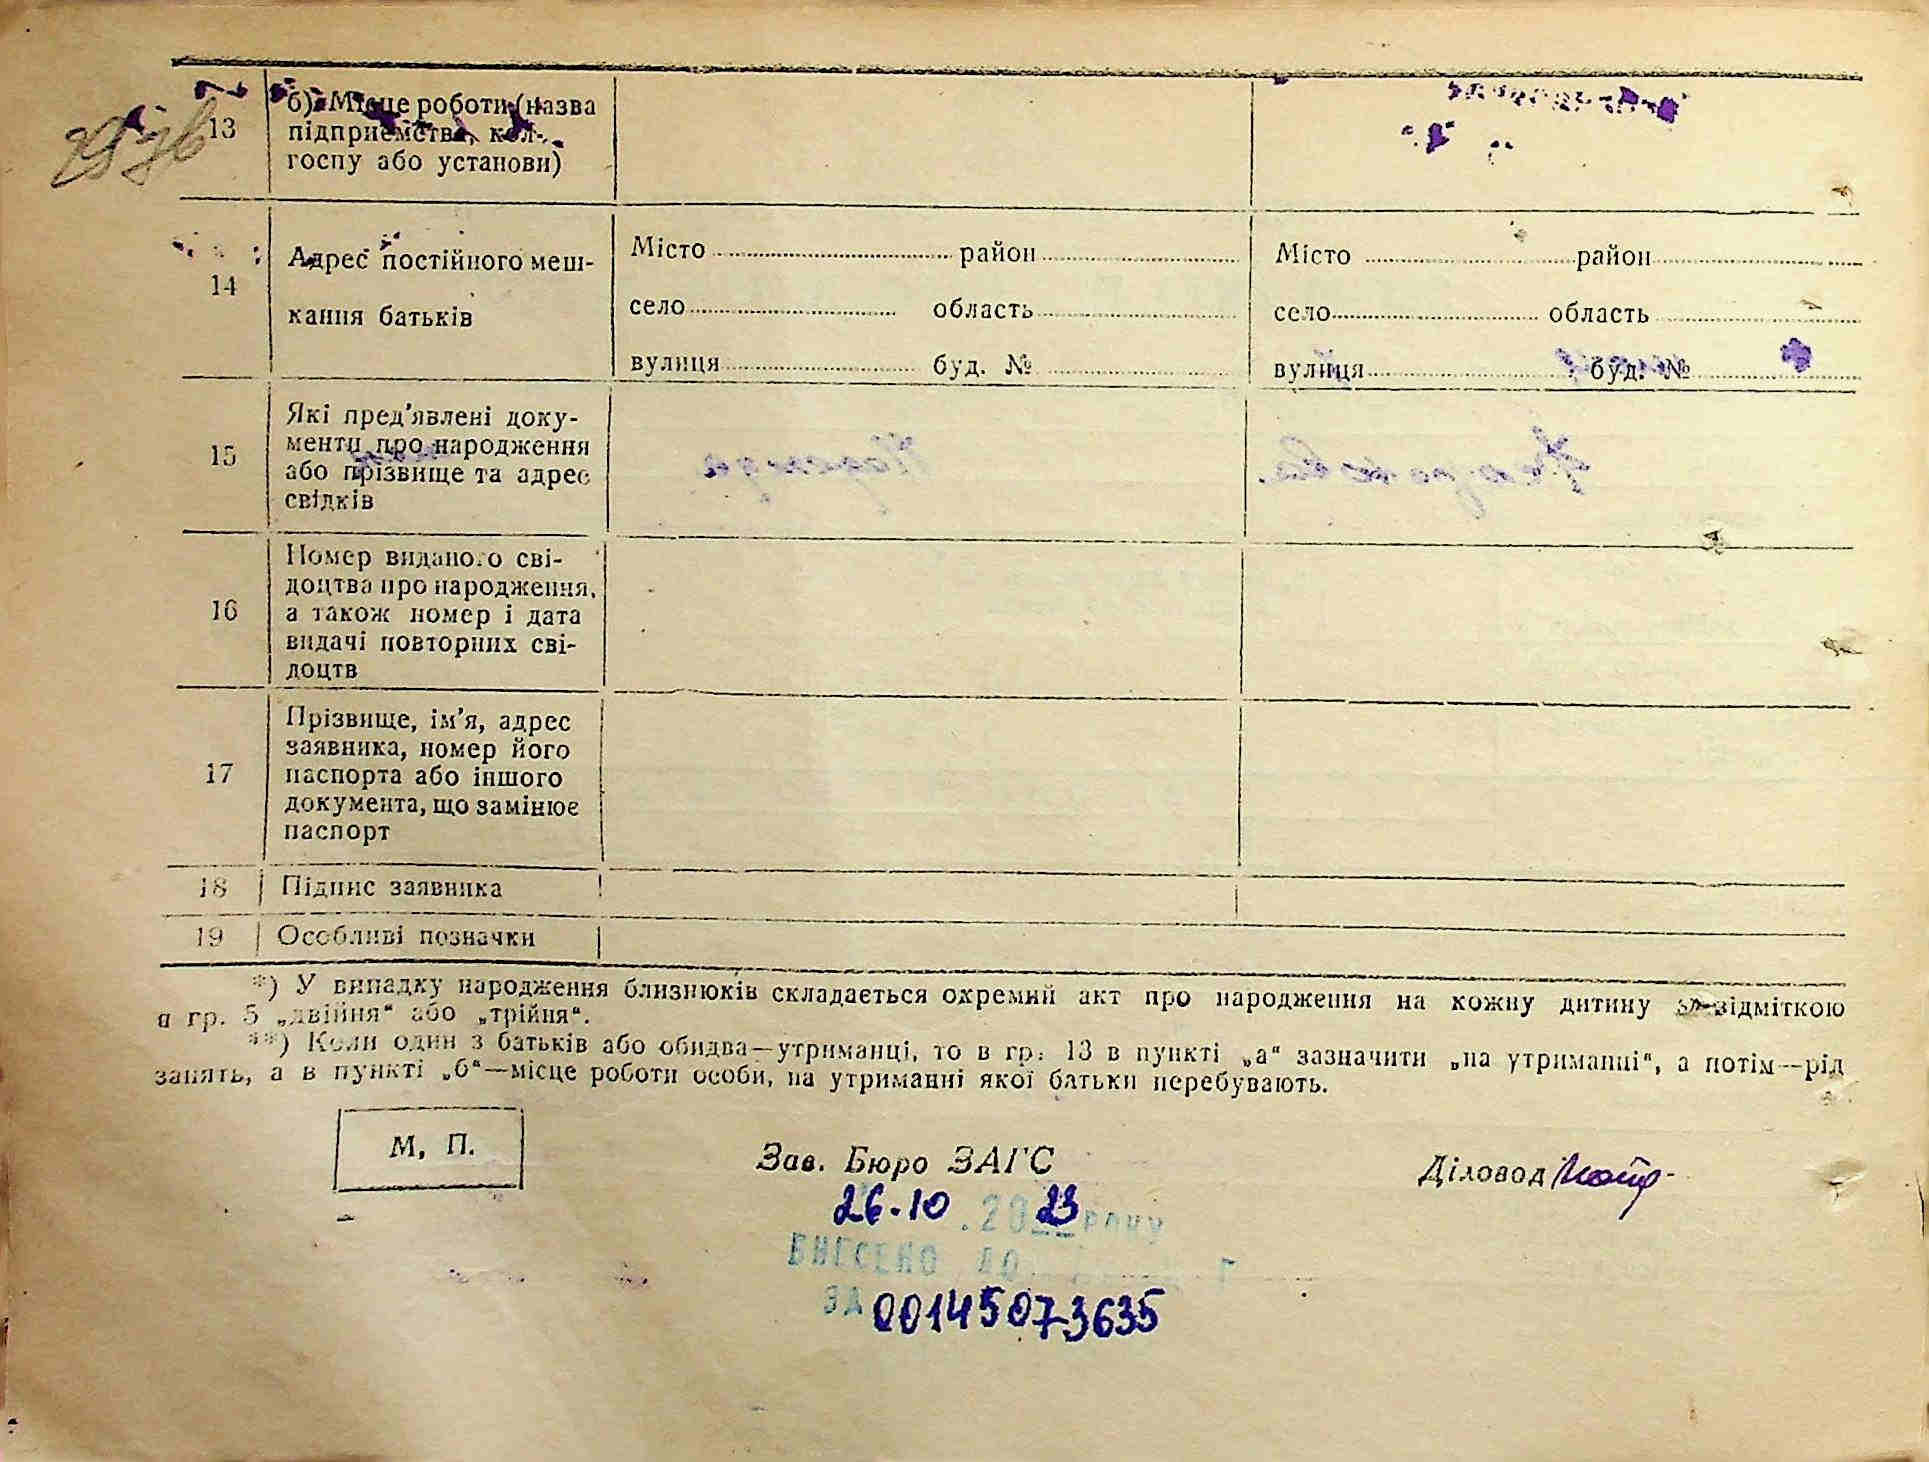 13
б) Місце роботи (назва
підприємства, кол-
госпу або установи)
14
Адрес постійного меш-
кання батьків
Місто район
село область
вулиця буд. №
Місто район
село область
вулиця буд. №
15
Які пред'явлені доку-
менти про народження
або прізвище та адрес
свідків
16
Номер виданого сві-
доцтва про народження,
а також номер і дата
видачі повторних сві-
доцтв
17
Прізвище, ім'я, адрес
заявника, номер його
паспорта або іншого
документа, що замінює
паспорт
18 Підпис заявника
19 Особливі позначки
*) У випадку народження близнюків складається окремий акт про народження на кожну дитину з відміткою
в гр. 5 „двійня“ або „трійня“.
**) Коли один з батьків або обидва—утриманці, то в гр. 13 в пункті „а“ зазначити „на утриманні“, а потім—рід
занять, а в пункті „б“—місце роботи особи, на утриманні якої батьки перебувають.
М. П.
Зав. Бюро ЗАГС
Діловод
26.10.2023 року
ВНЕСЕНО ДО
ЗА 00145073635